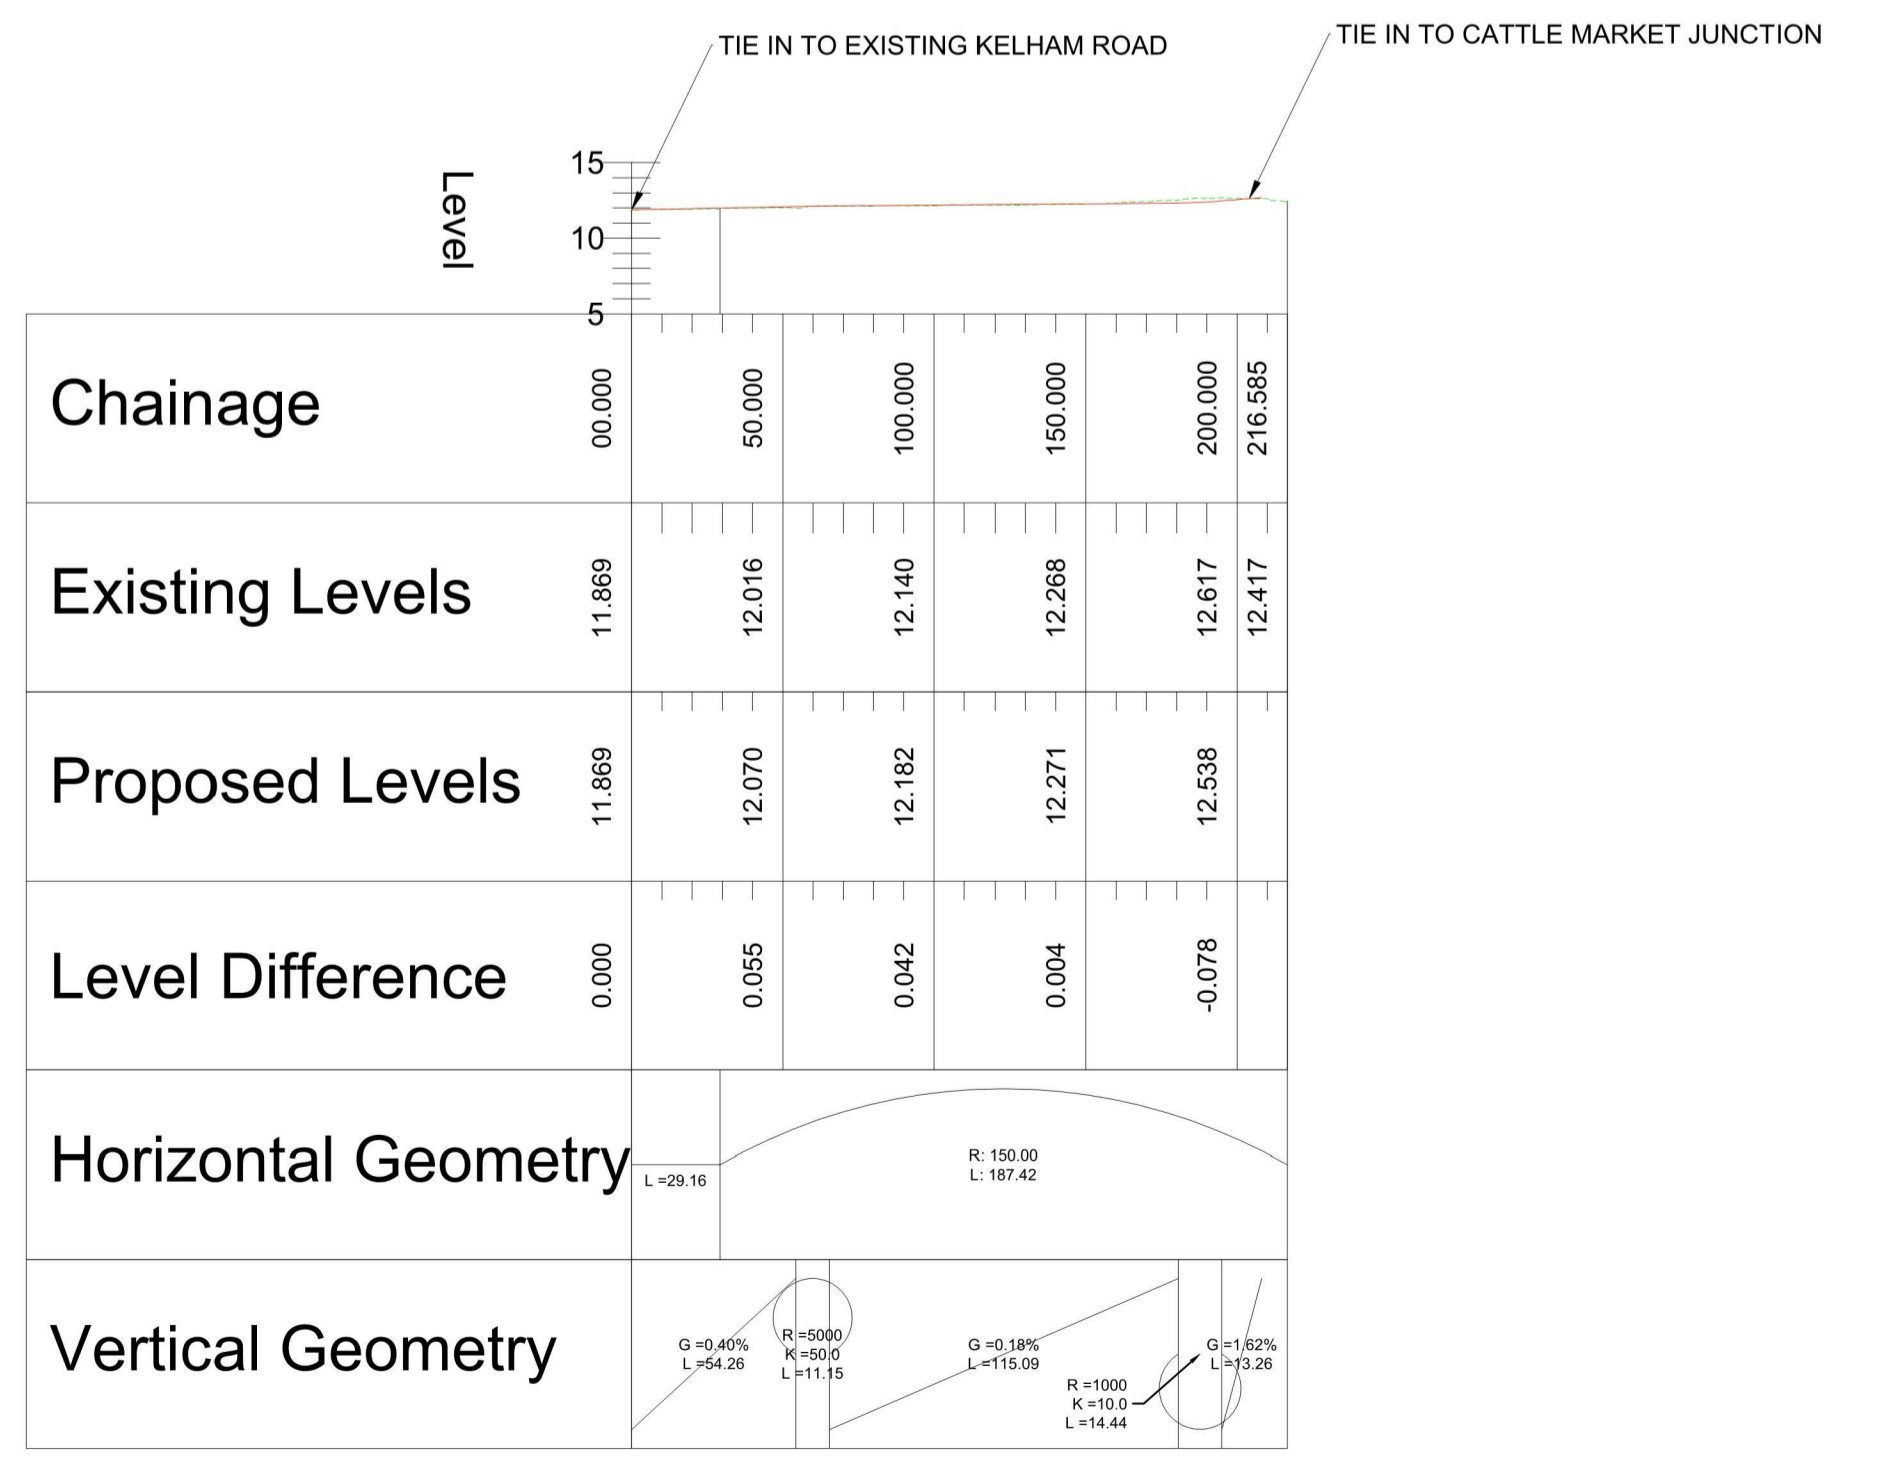 TIE IN TO EXISTING KELHAM ROAD
TIE IN TO CATTLE MARKET JUNCTION
Level
15
10
5
Chainage 00.000 50.000 100.000 150.000 200.000 216.585
Existing Levels 11.869 12.016 12.140 12.268 12.617 12.417
Proposed Levels 11.869 12.070 12.182 12.271 12.538
Level Difference 0.000 0.055 0.042 0.004 -0.078
Horizontal Geometry
L =29.16
R: 150.00
L: 187.42
Vertical Geometry
G =0.40%
L =54.26
R =5000
K =50.0
L =11.15
G =0.18%
L =115.09
R =1000
K =10.0
L =14.44
G =1.62%
L =13.26